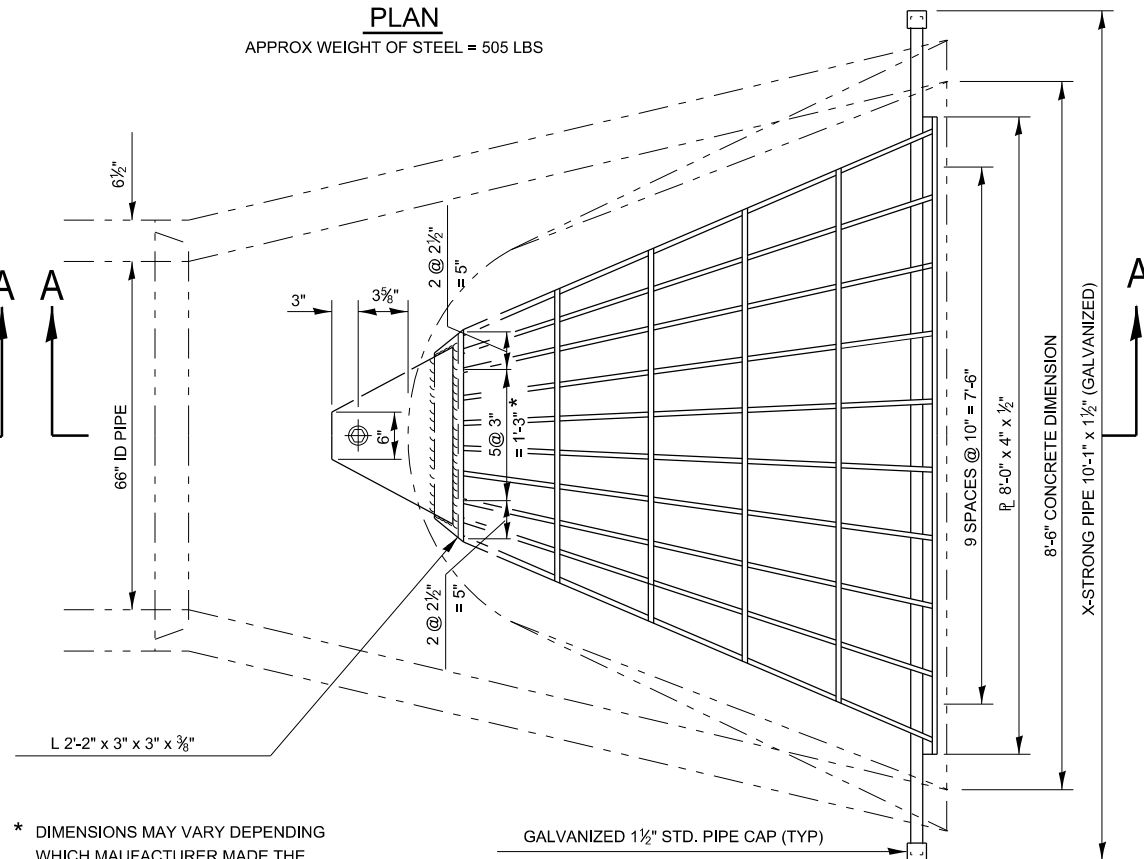 PLAN
APPROX WEIGHT OF STEEL = 505 LBS
6½"
A
A
A
3"
3⅝"
2 @ 2½"
= 5"
66" ID PIPE
6"
5@ 3"
= 1'-3" *
2 @ 2½"
= 5"
9 SPACES @ 10" = 7'-6"
℄ 8'-0" x 4" x ½"
8'-6" CONCRETE DIMENSION
X-STRONG PIPE 10'-1" x 1½" (GALVANIZED)
L 2'-2" x 3" x 3" x ⅜"
* DIMENSIONS MAY VARY DEPENDING
WHICH MAUFACTURER MADE THE
GALVANIZED 1½" STD. PIPE CAP (TYP)